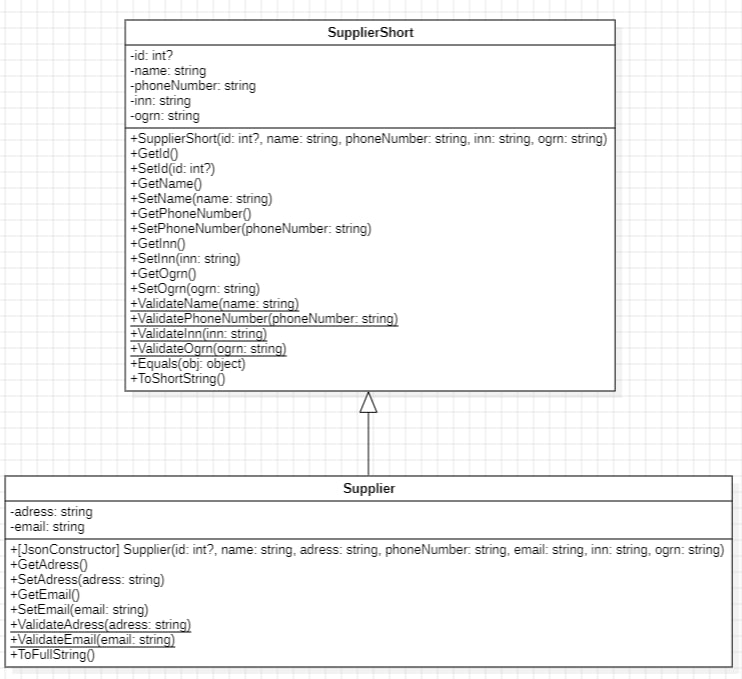 SupplierShort
-id: int?
-name: string
-phoneNumber: string
-inn: string
-ogrn: string
+SupplierShort(id: int?, name: string, phoneNumber: string, inn: string, ogrn: string)
+GetId()
+SetId(id: int?)
+GetName()
+SetName(name: string)
+GetPhoneNumber()
+SetPhoneNumber(phoneNumber: string)
+GetInn()
+SetInn(inn: string)
+GetOgrn()
+SetOgrn(ogrn: string)
+ValidateName(name: string)
+ValidatePhoneNumber(phoneNumber: string)
+ValidateInn(inn: string)
+ValidateOgrn(ogrn: string)
+Equals(obj: object)
+ToShortString()
Supplier
-adress: string
-email: string
+[JsonConstructor] Supplier(id: int?, name: string, adress: string, phoneNumber: string, email: string, inn: string, ogrn: string)
+GetAdress()
+SetAdress(adress: string)
+GetEmail()
+SetEmail(email: string)
+ValidateAdress(adress: string)
+ValidateEmail(email: string)
+ToFullString()